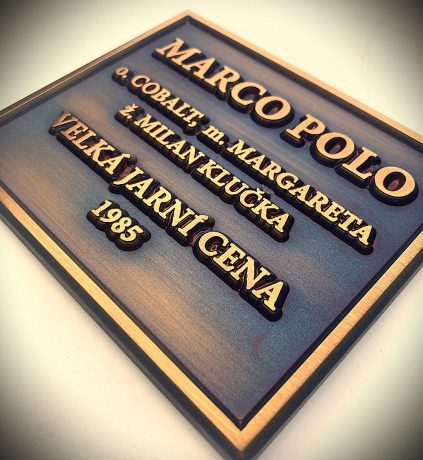 MARCO POLO
o. COBALT, m. MARGARETA
ž. MILAN KLUČKA
VELKÁ JARNÍ CENA
1985